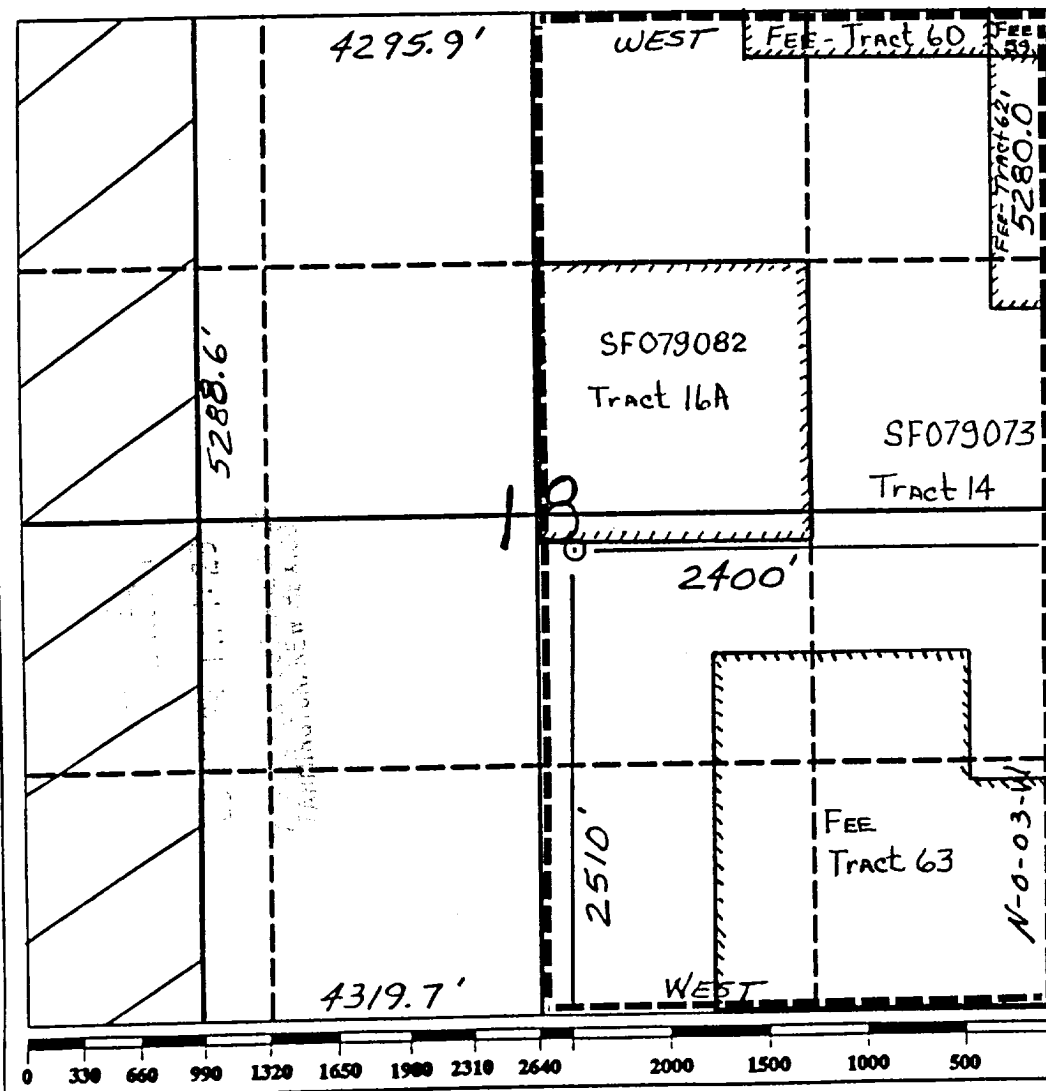 4295.9'
WEST
FEE-Tract 60
FEE
59
FEE-Tract 62
5280.0'
5288.6'
SF079082
Tract 16A
SF079073
Tract 14
18
2400'
2510'
FEE
Tract 63
N-0-03-W
4319.7'
WEST
0 330 660 990 1320 1650 1980 2310 2640 2000 1500 1000 500